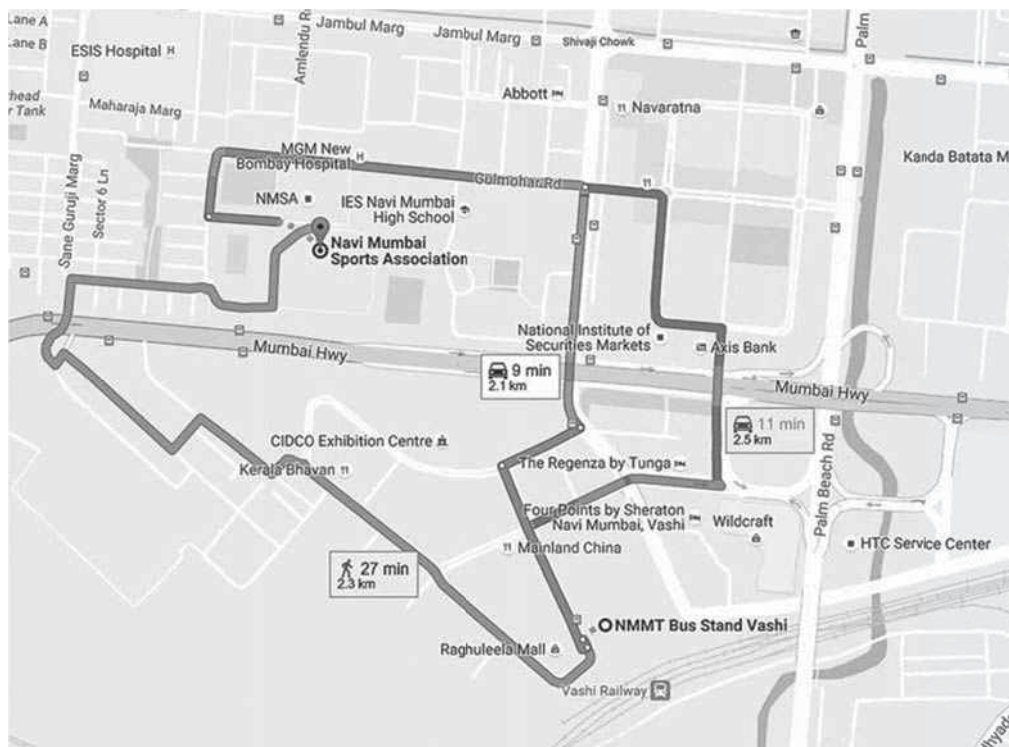 Lane A
Lane B
Jambul Marg
Jambul Marg
Shivaji Chowk
Palm
ESIS Hospital H
Amlendu R
rhead
r Tank
Maharaja Marg
Abbott
Navaratna
Kanda Batata M
MGM New
Bombay Hospital H
Gulmohar Rd
NMSA
IES Navi Mumbai
High School
Sane Guruji Marg
Sector 6 Ln
Navi Mumbai
Sports Association
National Institute of
Securities Markets
Axis Bank
Mumbai Hwy
9 min
2.1 km
Mumbai Hwy
11 min
2.5 km
CIDCO Exhibition Centre
Kerala Bhavan
The Regenza by Tunga
Palm Beach Rd
Four Points by Sheraton
Navi Mumbai, Vashi
Wildcraft
HTC Service Center
Mainland China
27 min
2.3 km
NMMT Bus Stand Vashi
Raghuleela Mall
Vashi Railway
hyad